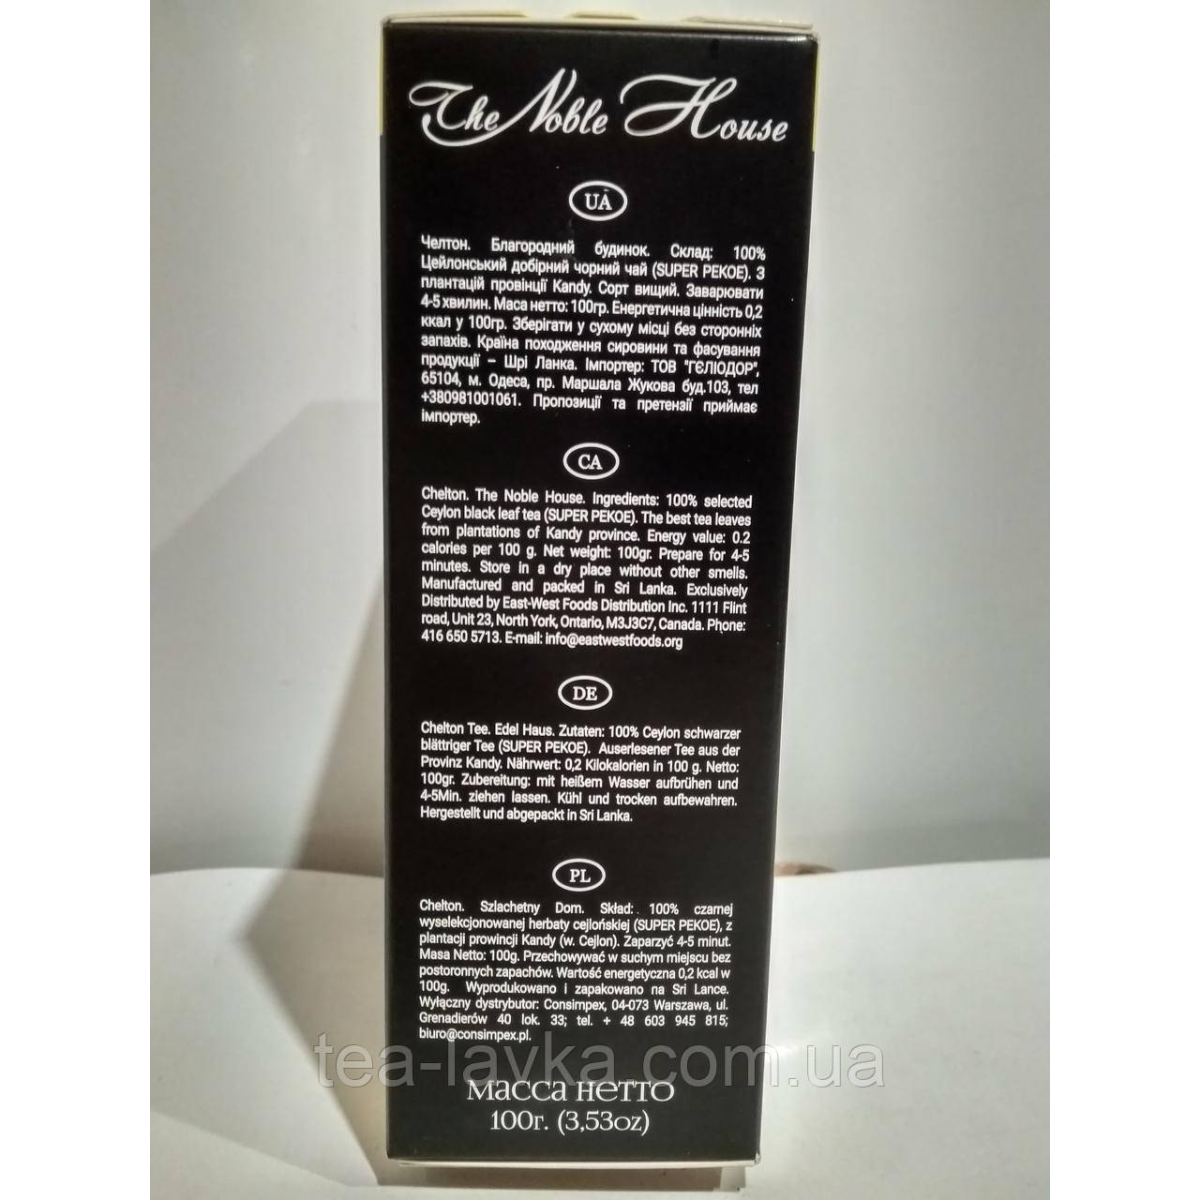 The Noble House
UA
Челтон. Благородний будинок. Склад: 100%
Цейлонський добірний чорний чай (SUPER PEKOE). З
плантацій провінції Kandy. Сорт вищий. Заварювати
4-5 хвилин. Маса нетто: 100гр. Енергетична цінність 0,2
ккал у 100гр. Зберігати у сухому місці без сторонніх
запахів. Країна походження сировини та фасування
продукції – Шрі Ланка. Імпортер: ТОВ "ГЄЛІОДОР",
65104, м. Одеса, пр. Маршала Жукова буд.103, тел
+380981001061. Пропозиції та претензії приймає
імпортер.
CA
Chelton. The Noble House. Ingredients: 100% selected
Ceylon black leaf tea (SUPER PEKOE). The best tea leaves
from plantations of Kandy province. Energy value: 0.2
calories per 100 g. Net weight: 100gr. Prepare for 4-5
minutes. Store in a dry place without other smells.
Manufactured and packed in Sri Lanka. Exclusively
Distributed by East-West Foods Distribution Inc. 1111 Flint
road, Unit 23, North York, Ontario, M3J3C7, Canada. Phone:
416 650 5713. E-mail: info@eastwestfoods.org
DE
Chelton Tee. Edel Haus. Zutaten: 100% Ceylon schwarzer
blättriger Tee (SUPER PEKOE). Auserlesener Tee aus der
Provinz Kandy. Nährwert: 0,2 Kilokalorien in 100 g. Netto:
100gr. Zubereitung: mit heißem Wasser aufbrühen und
4-5Min. ziehen lassen. Kühl und trocken aufbewahren.
Hergestellt und abgepackt in Sri Lanka.
PL
Chelton. Szlachetny Dom. Skład: 100% czarnej
wyselekcjonowanej herbaty cejlońskiej (SUPER PEKOE), z
plantacji prowincji Kandy (w. Cejlon). Zaparzyć 4-5 minut.
Masa Netto: 100g. Przechowywać w suchym miejscu bez
postoronnych zapachów. Wartość energetyczna 0,2 kcal w
100g. Wyprodukowano i zapakowano na Sri Lance.
Wyłączny dystrybutor: Consimpex, 04-073 Warszawa, ul.
Grenadierów 40 lok. 33; tel. + 48 603 945 815;
biuro@consimpex.pl.
tea-lavka.com.ua
Масса нетто
100г. (3,53oz)